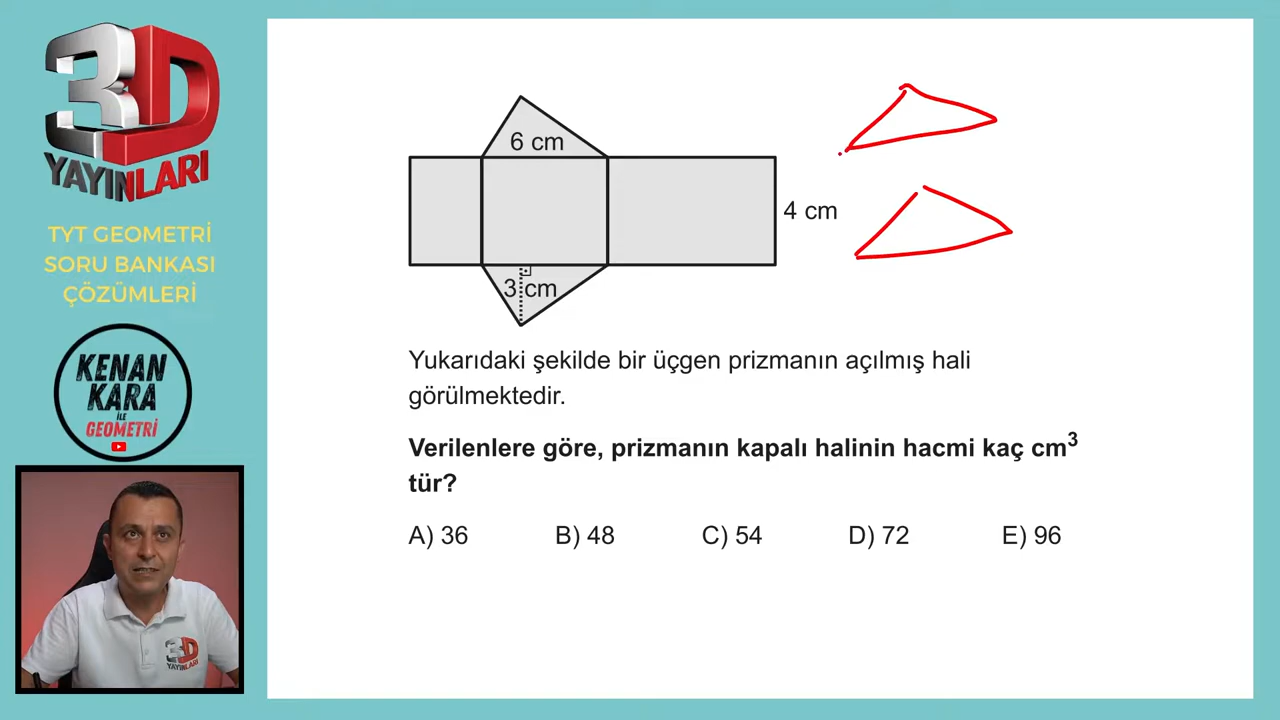 3D
YAYINLARI
TYT GEOMETRİ
SORU BANKASI
ÇÖZÜMLERİ
KENAN
KARA
İLE
GEOMETRİ
3D
YAYINLARI
6 cm
4 cm
3 cm
Yukarıdaki şekilde bir üçgen prizmanın açılmış hali
görülmektedir.
Verilenlere göre, prizmanın kapalı halinin hacmi kaç cm³
tür?
A) 36 B) 48 C) 54 D) 72 E) 96